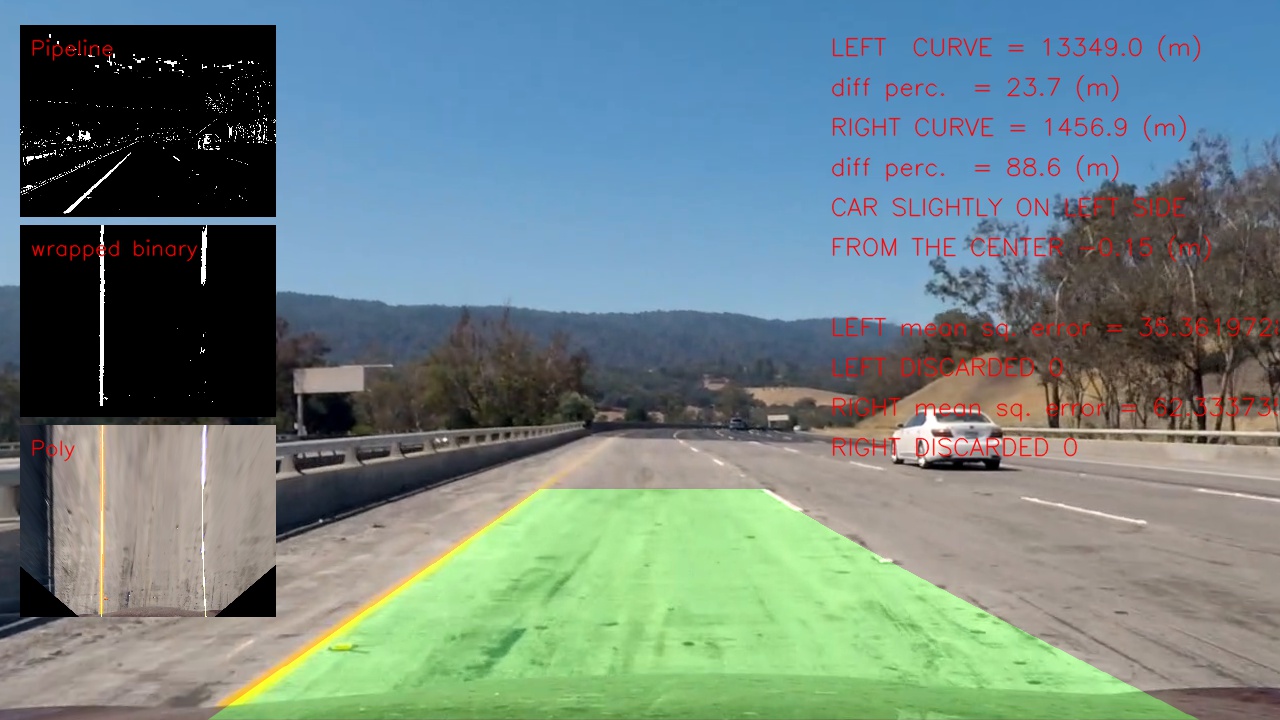 Pipeline
wrapped binary
Poly
LEFT CURVE = 13349.0 (m)
diff perc. = 23.7 (m)
RIGHT CURVE = 1456.9 (m)
diff perc. = 88.6 (m)
CAR SLIGHTLY ON LEFT SIDE
FROM THE CENTER -0.15 (m)
LEFT mean sq. error = 35.361972
LEFT DISCARDED 0
RIGHT mean sq. error = 62.33373
RIGHT DISCARDED 0